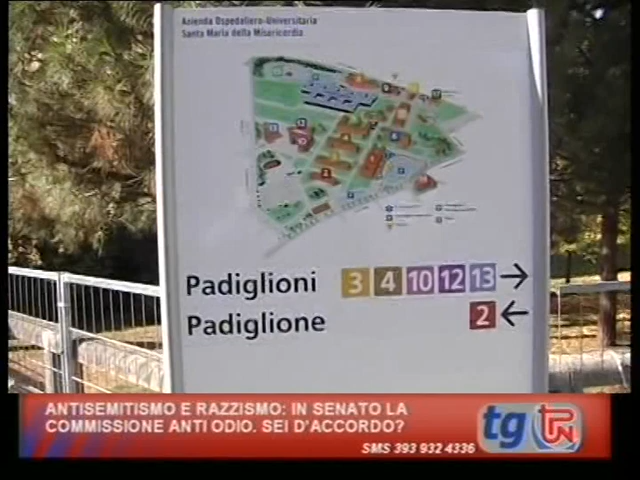 Azienda Ospedaliero-Universitaria
Santa Maria della Misericordia
Padiglioni 3 4 10 12 13 →
Padiglione 2 ←
ANTISEMITISMO E RAZZISMO: IN SENATO LA
COMMISSIONE ANTI ODIO. SEI D'ACCORDO?
SMS 393 932 4336
tg TPN